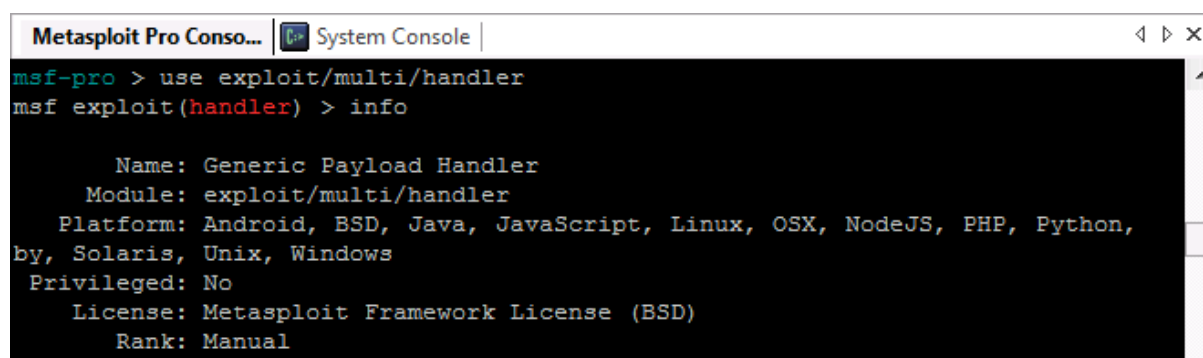 Metasploit Pro Conso... System Console
msf-pro > use exploit/multi/handler
msf exploit(handler) > info
Name: Generic Payload Handler
Module: exploit/multi/handler
Platform: Android, BSD, Java, JavaScript, Linux, OSX, NodeJS, PHP, Python,
by, Solaris, Unix, Windows
Privileged: No
License: Metasploit Framework License (BSD)
Rank: Manual